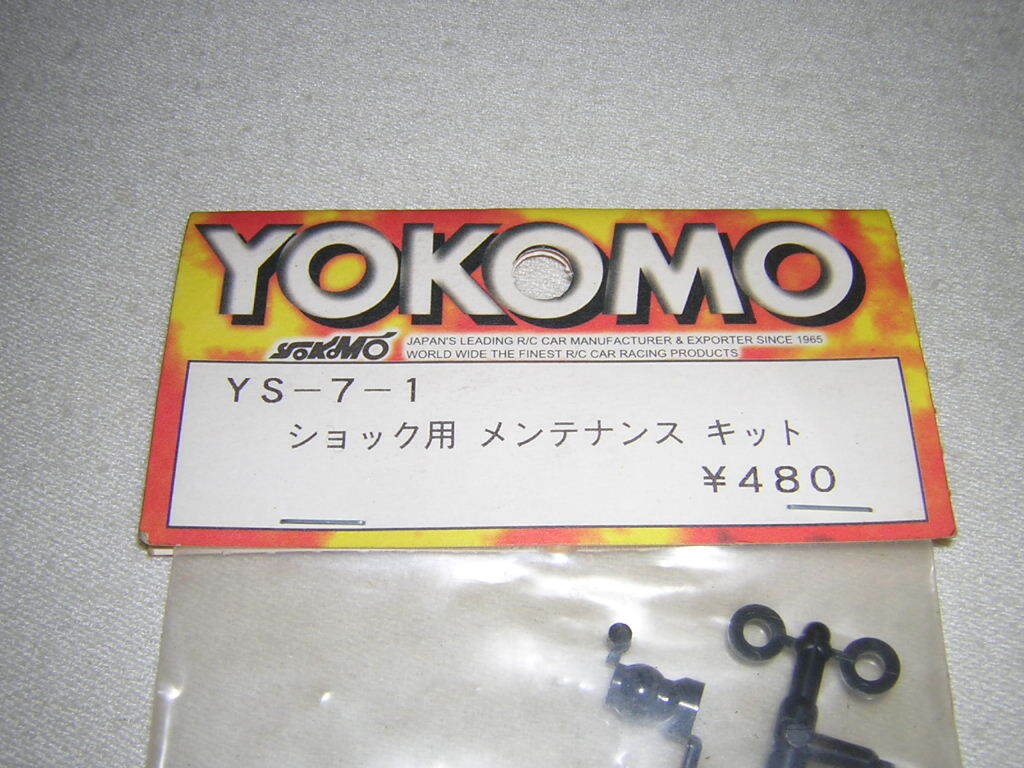 YOKOMO
YOKOMO JAPAN'S LEADING R/C CAR MANUFACTURER & EXPORTER SINCE 1965
WORLD WIDE THE FINEST R/C CAR RACING PRODUCTS
YS-7-1
ショック用 メンテナンス キット
¥480